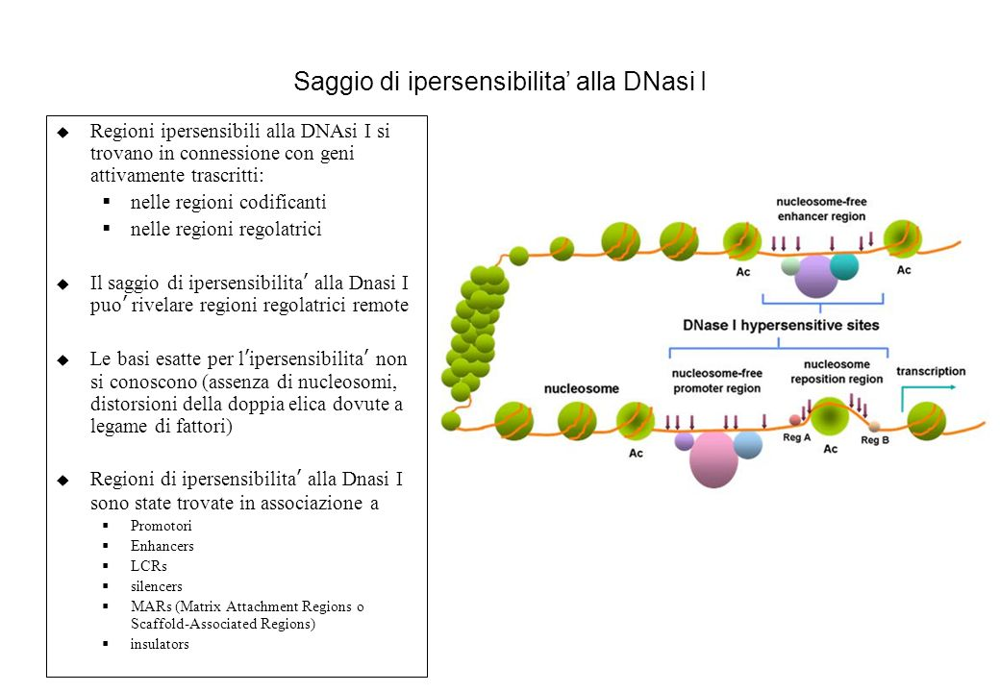 Saggio di ipersensibilita’ alla DNasi I
◆ Regioni ipersensibili alla DNAsi I si
trovano in connessione con geni
attivamente trascritti:
▪ nelle regioni codificanti
▪ nelle regioni regolatrici
◆ Il saggio di ipersensibilita’ alla Dnasi I
puo’ rivelare regioni regolatrici remote
◆ Le basi esatte per l’ipersensibilita’ non
si conoscono (assenza di nucleosomi,
distorsioni della doppia elica dovute a
legame di fattori)
◆ Regioni di ipersensibilita’ alla Dnasi I
sono state trovate in associazione a
▪ Promotori
▪ Enhancers
▪ LCRs
▪ silencers
▪ MARs (Matrix Attachment Regions o
Scaffold-Associated Regions)
▪ insulators
nucleosome-free
enhancer region
Ac
Ac
DNase I hypersensitive sites
nucleosome
nucleosome-free
promoter region
nucleosome
reposition region
transcription
Ac
Reg A
Ac
Reg B